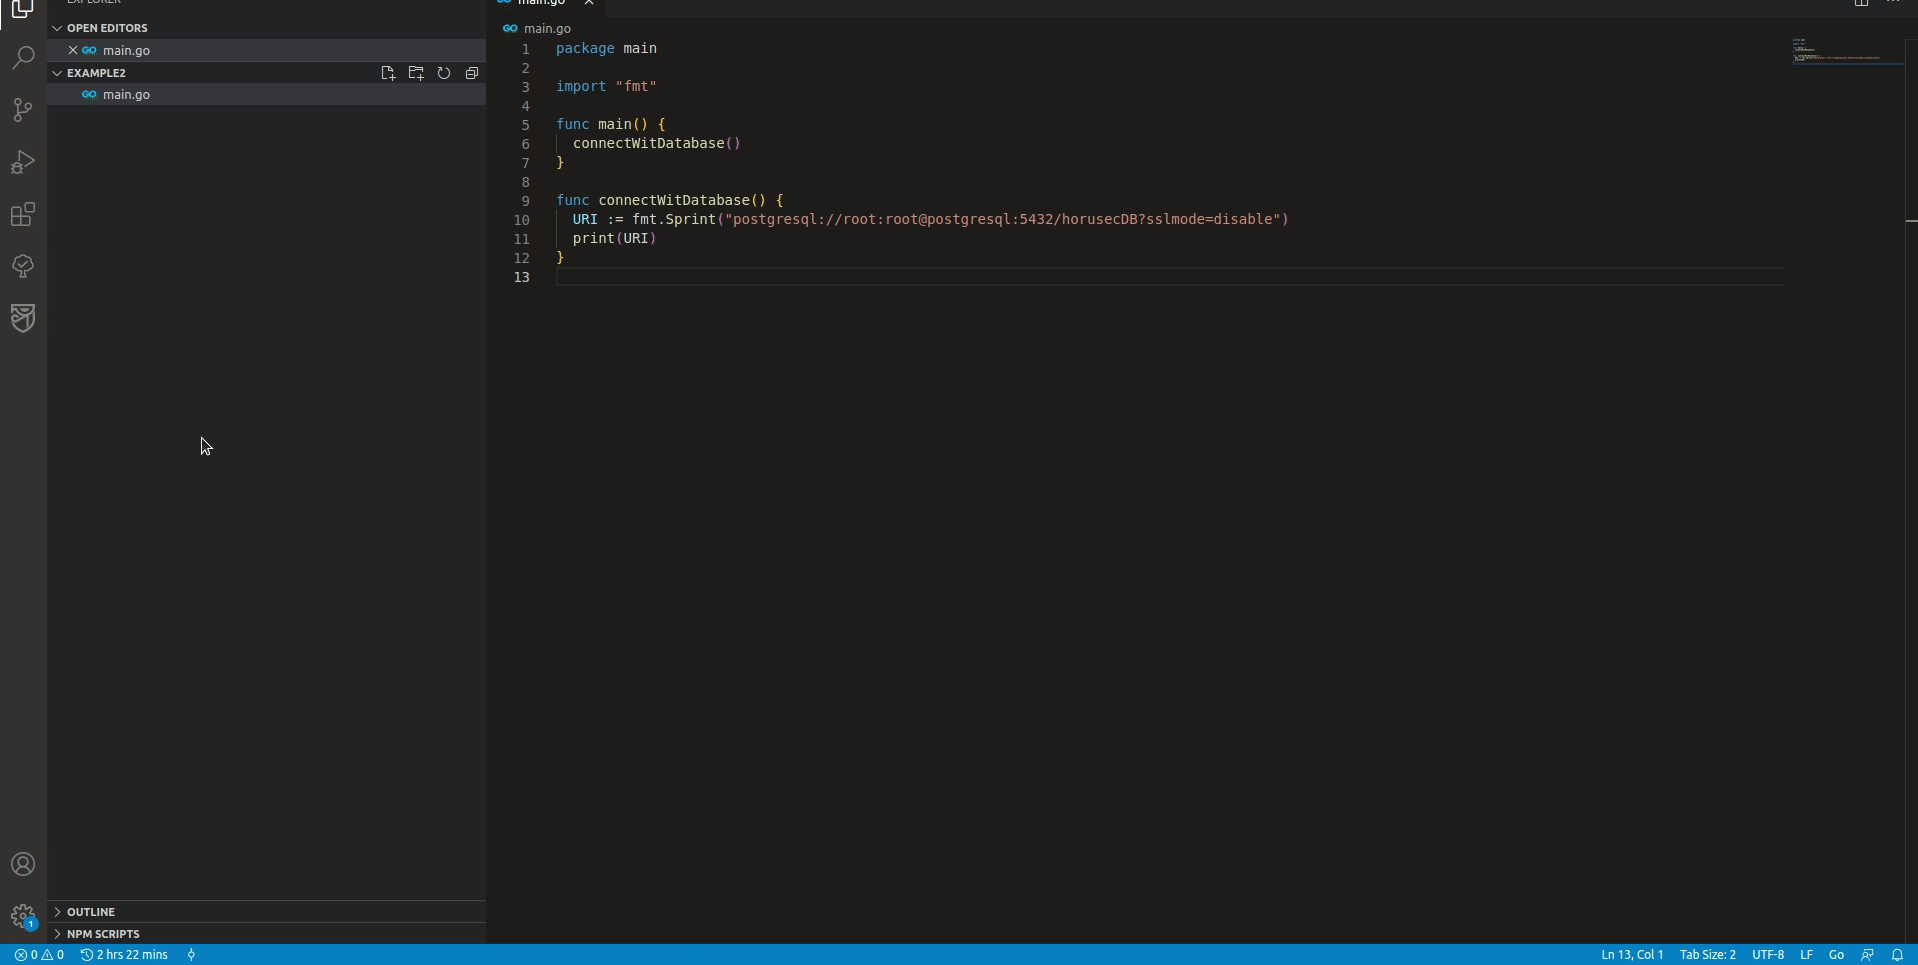 EXPLORER
OPEN EDITORS
main.go
EXAMPLE2
main.go
OUTLINE
NPM SCRIPTS
main.go
main.go
1 package main
2
3 import "fmt"
4
5 func main() {
6 connectWitDatabase()
7 }
8
9 func connectWitDatabase() {
10 URI := fmt.Sprint("postgresql://root:root@postgresql:5432/horusecDB?sslmode=disable")
11 print(URI)
12 }
13
1
0 0 2 hrs 22 mins Ln 13, Col 1 Tab Size: 2 UTF-8 LF Go